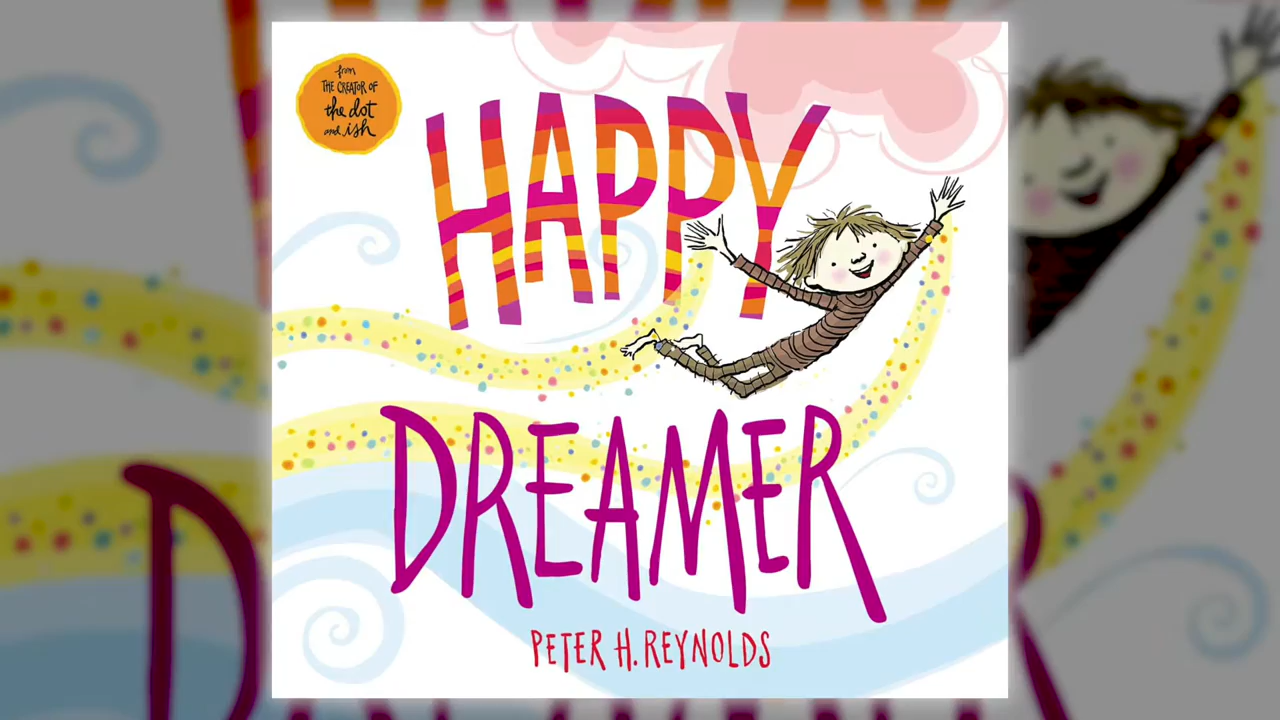 from
THE CREATOR OF
the dot
and ish
HAPPY
DREAMER
PETER H. REYNOLDS